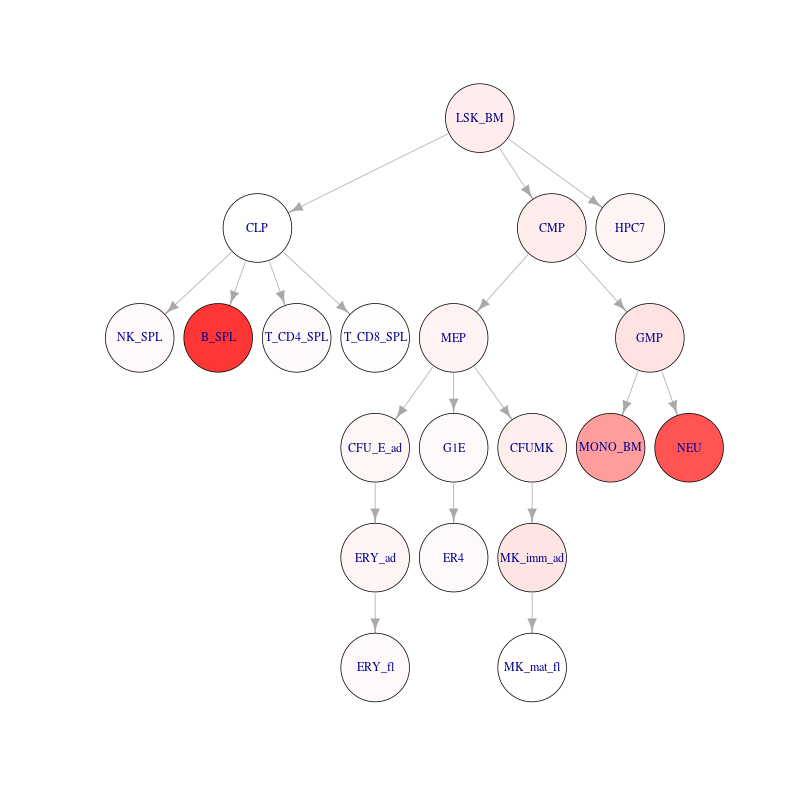 LSK_BM
CLP
CMP
HPC7
NK_SPL
B_SPL
T_CD4_SPL
T_CD8_SPL
MEP
GMP
CFU_E_ad
G1E
CFUMK
MONO_BM
NEU
ERY_ad
ER4
MK_imm_ad
ERY_fl
MK_mat_fl